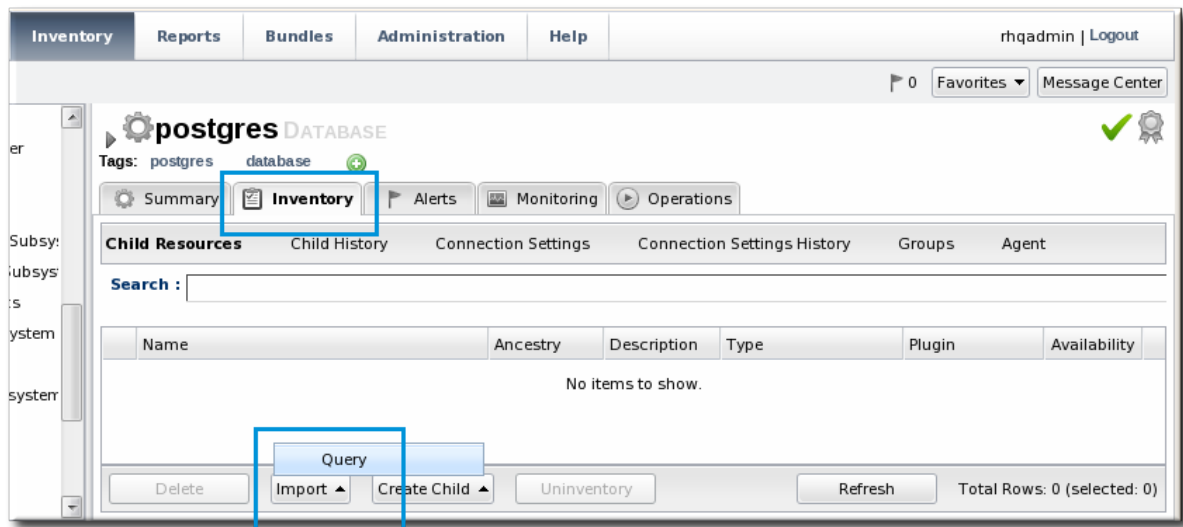 Inventory Reports Bundles Administration Help rhqadmin | Logout
0 Favorites Message Center
er
postgres DATABASE
Tags: postgres database
Summary Inventory Alerts Monitoring Operations
Subsy:
Child Resources Child History Connection Settings Connection Settings History Groups Agent
ubsys
Search :
ystem
Name Ancestry Description Type Plugin Availability
No items to show.
system
Query
Delete Import Create Child Uninventory Refresh Total Rows: 0 (selected: 0)